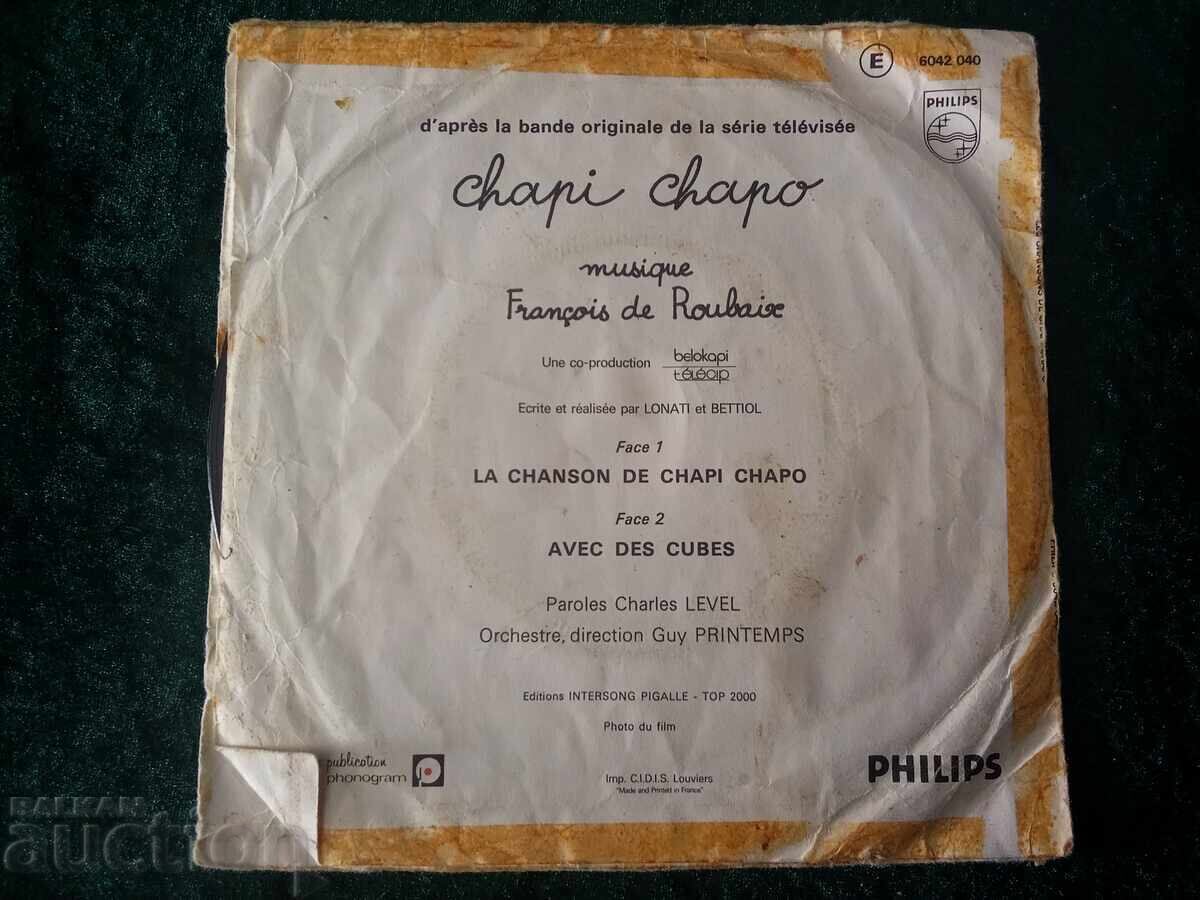 E 6042 040
PHILIPS
d'après la bande originale de la série télévisée
chapi chapo
musique
François de Roubaix
Une co-production belokapi
télécip
Ecrite et réalisée par LONATI et BETTIOL
Face 1
LA CHANSON DE CHAPI CHAPO
Face 2
AVEC DES CUBES
Paroles Charles LEVEL
Orchestre, direction Guy PRINTEMPS
Editions INTERSONG PIGALLE - TOP 2000
Photo du film
publication
phonogram
PHILIPS
Imp. C.I.D.I.S. Louviers
"Made and Printed in France"
БАЛКАН
auction